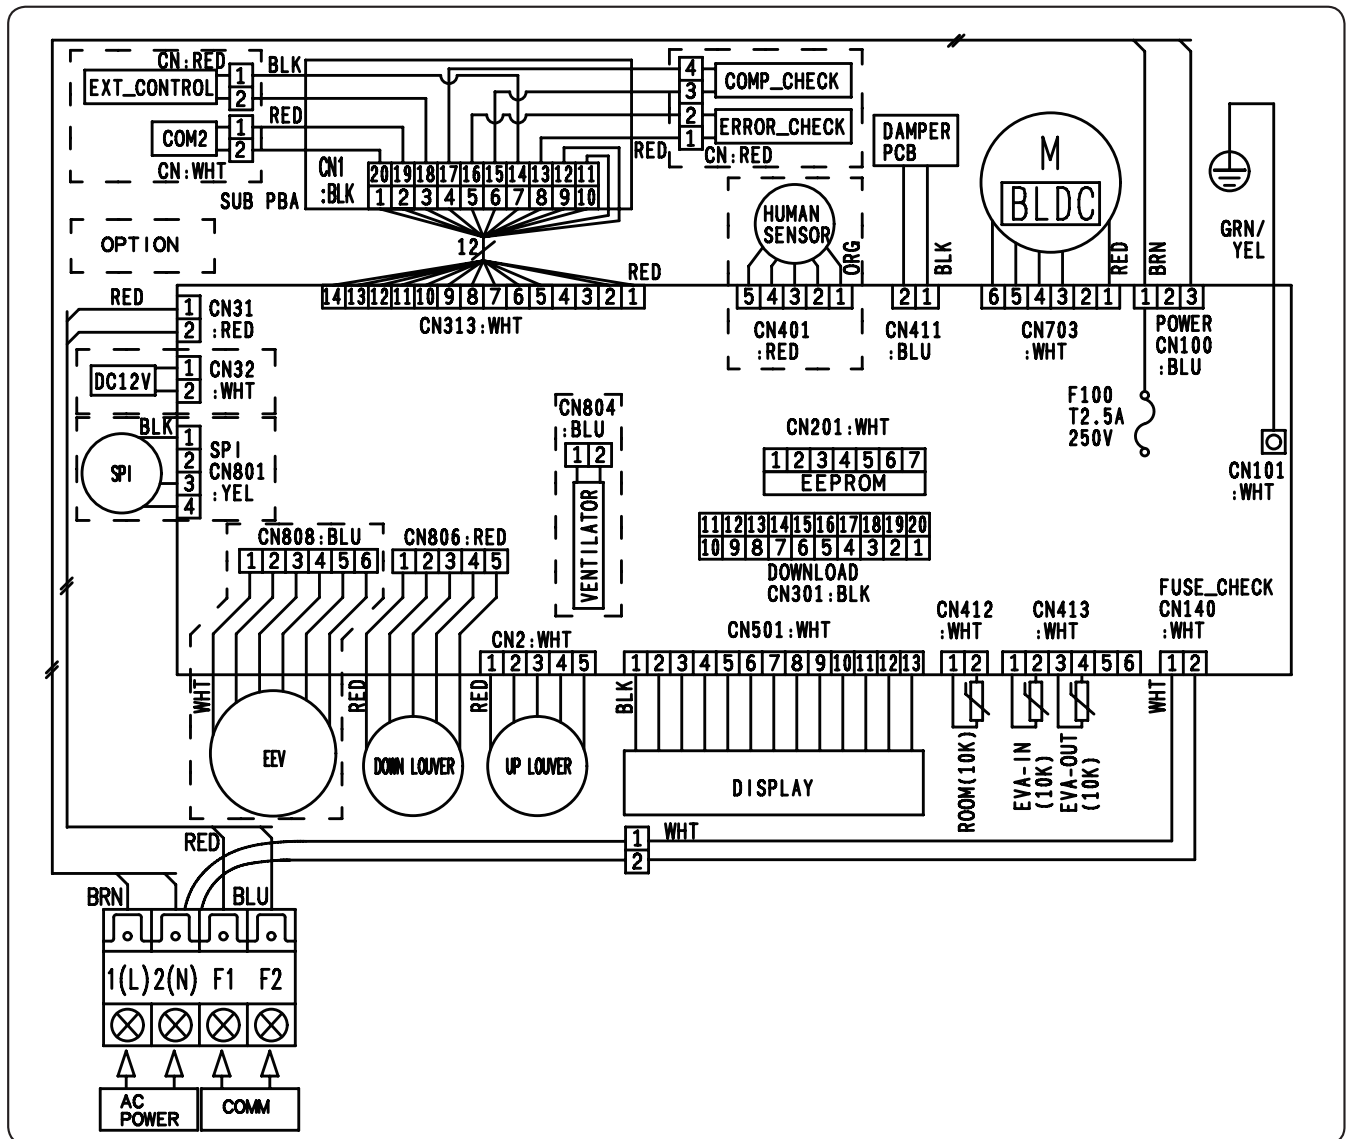 CN:RED
EXT_CONTROL
1
2
BLK
COM2
1
2
RED
CN:WHT
SUB PBA
CN1
:BLK
20 19 18 17 16 15 14 13 12 11
1 2 3 4 5 6 7 8 9 10
4
3
2
1
COMP_CHECK
ERROR_CHECK
RED
CN:RED
OPTION
12
RED
14 13 12 11 10 9 8 7 6 5 4 3 2 1
CN313:WHT
HUMAN
SENSOR
ORG
5 4 3 2 1
CN401
:RED
DAMPER
PCB
BLK
2 1
CN411
:BLU
M
BLDC
RED
6 5 4 3 2 1
CN703
:WHT
BRN
1 2 3
POWER
CN100
:BLU
GRN/
YEL
F100
T2.5A
250V
CN101
:WHT
RED
1
2
CN31
:RED
DC12V
1
2
CN32
:WHT
BLK
SPI
1
2
3
4
SPI
CN801
:YEL
CN804
:BLU
1 2
VENTILATOR
CN201:WHT
1 2 3 4 5 6 7
EEPROM
11 12 13 14 15 16 17 18 19 20
10 9 8 7 6 5 4 3 2 1
DOWNLOAD
CN301:BLK
CN808:BLU
1 2 3 4 5 6
CN806:RED
1 2 3 4 5
CN2:WHT
1 2 3 4 5
CN501:WHT
1 2 3 4 5 6 7 8 9 10 11 12 13
CN412
:WHT
1 2
CN413
:WHT
1 2 3 4 5 6
FUSE_CHECK
CN140
:WHT
1 2
WHT
EEV
RED
DOWN LOUVER
RED
UP LOUVER
BLK
DISPLAY
ROOM(10K)
EVA-IN
(10K)
EVA-OUT
(10K)
WHT
1
2
WHT
RED
BRN
BLU
1(L) 2(N) F1 F2
AC
POWER
COMM